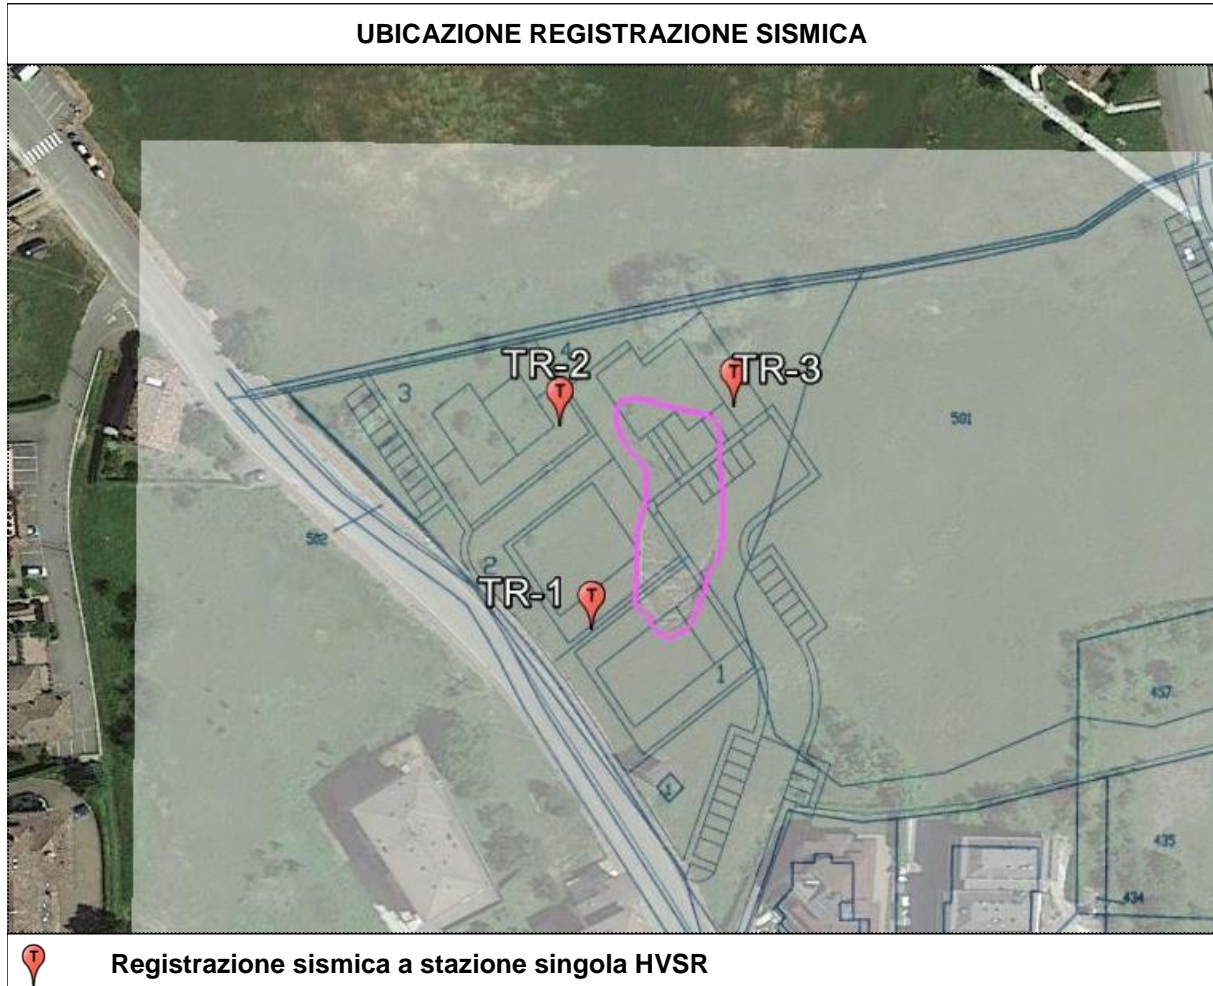 UBICAZIONE REGISTRAZIONE SISMICA
4
TR-2
TR-3
3
501
502
2
TR-1
1
437
1
435
434
T Registrazione sismica a stazione singola HVSR